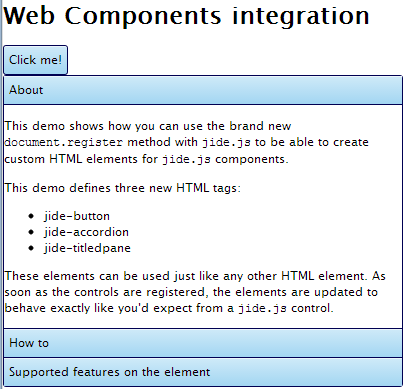 Web Components integration
Click me!
About
This demo shows how you can use the brand new
document.register method with jide.js to be able to create
custom HTML elements for jide.js components.
This demo defines three new HTML tags:
• jide-button
• jide-accordion
• jide-titledpane
These elements can be used just like any other HTML element. As
soon as the controls are registered, the elements are updated to
behave exactly like you'd expect from a jide.js control.
How to
Supported features on the element